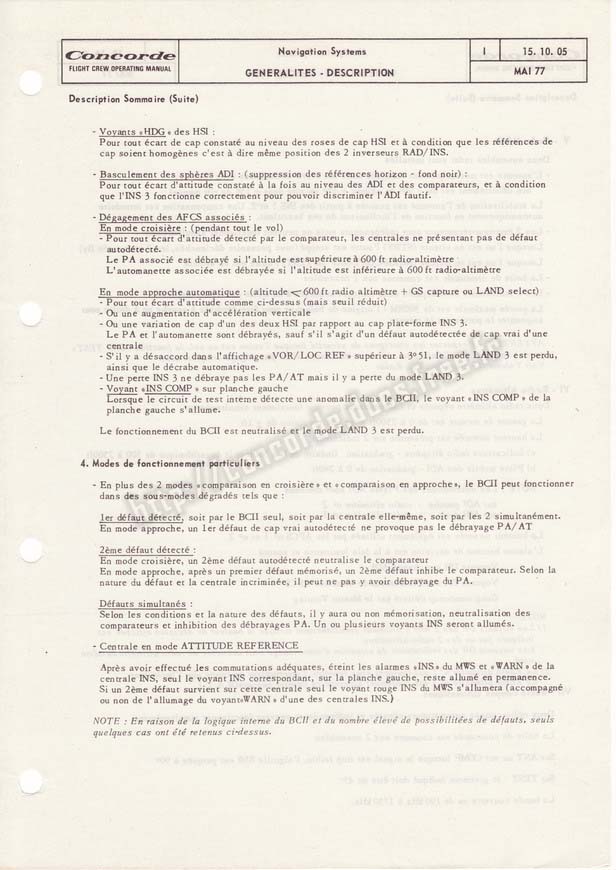 Concorde
FLIGHT CREW OPERATING MANUAL
Navigation Systems
GENERALITES - DESCRIPTION
I
15. 10. 05
MAI 77
Description Sommaire (Suite)
- Voyants «HDG» des HSI :
Pour tout écart de cap constaté au niveau des roses de cap HSI et à condition que les références de
cap soient homogènes c'est à dire même position des 2 inverseurs RAD/INS.
- Basculement des sphères ADI : (suppression des références horizon - fond noir) :
Pour tout écart d'attitude constaté à la fois au niveau des ADI et des comparateurs, et à condition
que l'INS 3 fonctionne correctement pour pouvoir discriminer l'ADI fautif.
- Dégagement des AFCS associés :
En mode croisière : (pendant tout le vol)
- Pour tout écart d'attitude détecté par le comparateur, les centrales ne présentant pas de défaut
autodétecté.
Le PA associé est débrayé si l'altitude est supérieure à 600 ft radio-altimètre
L'automanette associée est débrayée si l'altitude est inférieure à 600 ft radio-altimètre
En mode approche automatique : (altitude < 600 ft radio altimètre + GS capture ou LAND select)
- Pour tout écart d'attitude comme ci-dessus (mais seuil réduit)
- Ou une augmentation d'accélération verticale
- Ou une variation de cap d'un des deux HSI par rapport au cap plate-forme INS 3.
Le PA et l'automanette sont débrayés, sauf s'il s'agit d'un défaut autodétecté de cap vrai d'une
centrale
- S'il y a désaccord dans l'affichage «VOR/LOC REF» supérieur à 3°51, le mode LAND 3 est perdu,
ainsi que le décrabe automatique.
- Une perte INS 3 ne débraye pas les PA/AT mais il y a perte du mode LAND 3.
- Voyant «INS COMP» sur planche gauche
Lorsque le circuit de test interne détecte une anomalie dans le BCII, le voyant «INS COMP» de la
planche gauche s'allume.
Le fonctionnement du BCII est neutralisé et le mode LAND 3 est perdu.
4. Modes de fonctionnement particuliers
- En plus des 2 modes «comparaison en croisière» et «comparaison en approche», le BCII peut fonctionner
dans des sous-modes dégradés tels que :
1er défaut détecté, soit par le BCII seul, soit par la centrale elle-même, soit par les 2 simultanément.
En mode approche, un 1er défaut de cap vrai autodétecté ne provoque pas le débrayage PA/AT
2ème défaut détecté :
En mode croisière, un 2ème défaut autodétecté neutralise le comparateur
En mode approche, après un premier défaut mémorisé, un 2ème défaut inhibe le comparateur. Selon la
nature du défaut et la centrale incriminée, il peut ne pas y avoir débrayage du PA.
Défauts simultanés :
Selon les conditions et la nature des défauts, il y aura ou non mémorisation, neutralisation des
comparateurs et inhibition des débrayages PA. Un ou plusieurs voyants INS seront allumés.
- Centrale en mode ATTITUDE REFERENCE
Après avoir effectué les commutations adéquates, éteint les alarmes «INS» du MWS et «WARN» de la
centrale INS, seul le voyant INS correspondant, sur la planche gauche, reste allumé en permanence.
Si un 2ème défaut survient sur cette centrale seul le voyant rouge INS du MWS s'allumera (accompagné
ou non de l'allumage du voyant«WARN» d'une des centrales INS.)
NOTE : En raison de la logique interne du BCII et du nombre élevé de possibilitées de défauts, seuls
quelques cas ont été retenus ci-dessus.